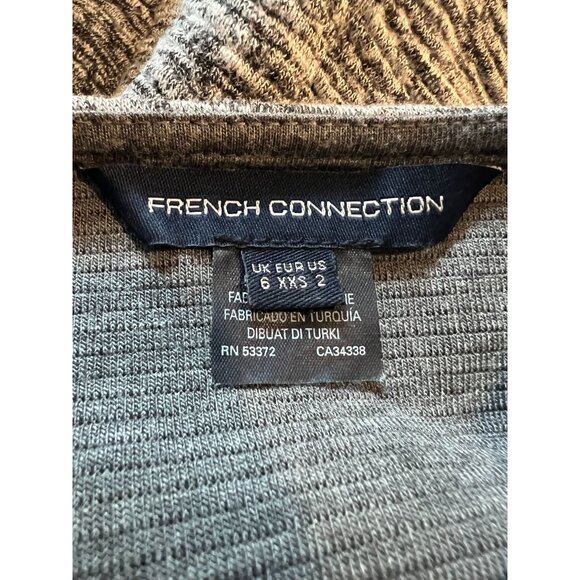 FRENCH CONNECTION
UK EUR US
6 XXS 2
FABRICADO EN TURQUÍA
DIBUAT DI TURKI
RN 53372 CA34338